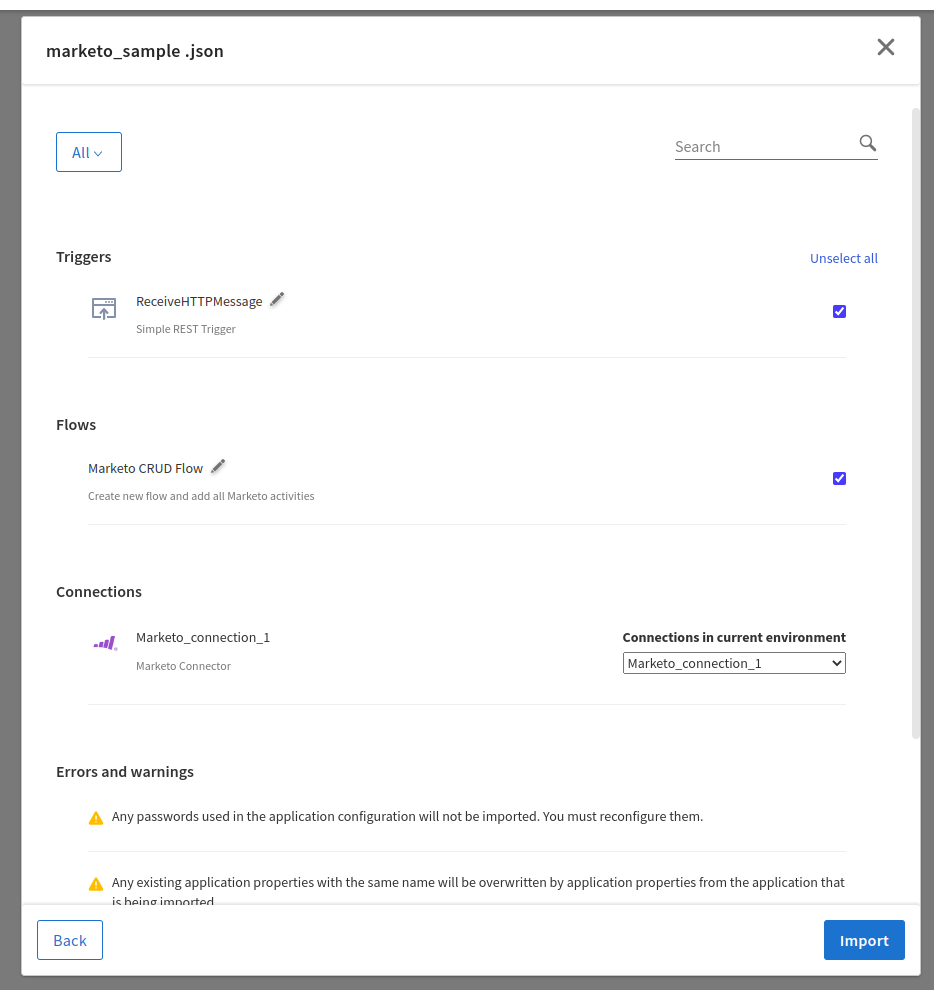 marketo_sample .json
All
Search
Triggers
Unselect all
ReceiveHTTPMessage
Simple REST Trigger
Flows
Marketo CRUD Flow
Create new flow and add all Marketo activities
Connections
Marketo_connection_1
Connections in current environment
Marketo Connector
Marketo_connection_1
Errors and warnings
Any passwords used in the application configuration will not be imported. You must reconfigure them.
Any existing application properties with the same name will be overwritten by application properties from the application that
is being imported
Back
Import